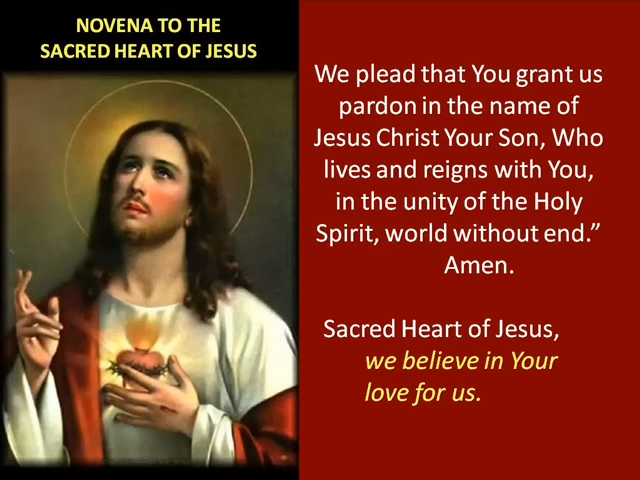 NOVENA TO THE
SACRED HEART OF JESUS
We plead that You grant us
pardon in the name of
Jesus Christ Your Son, Who
lives and reigns with You,
in the unity of the Holy
Spirit, world without end.”
Amen.
Sacred Heart of Jesus,
we believe in Your
love for us.